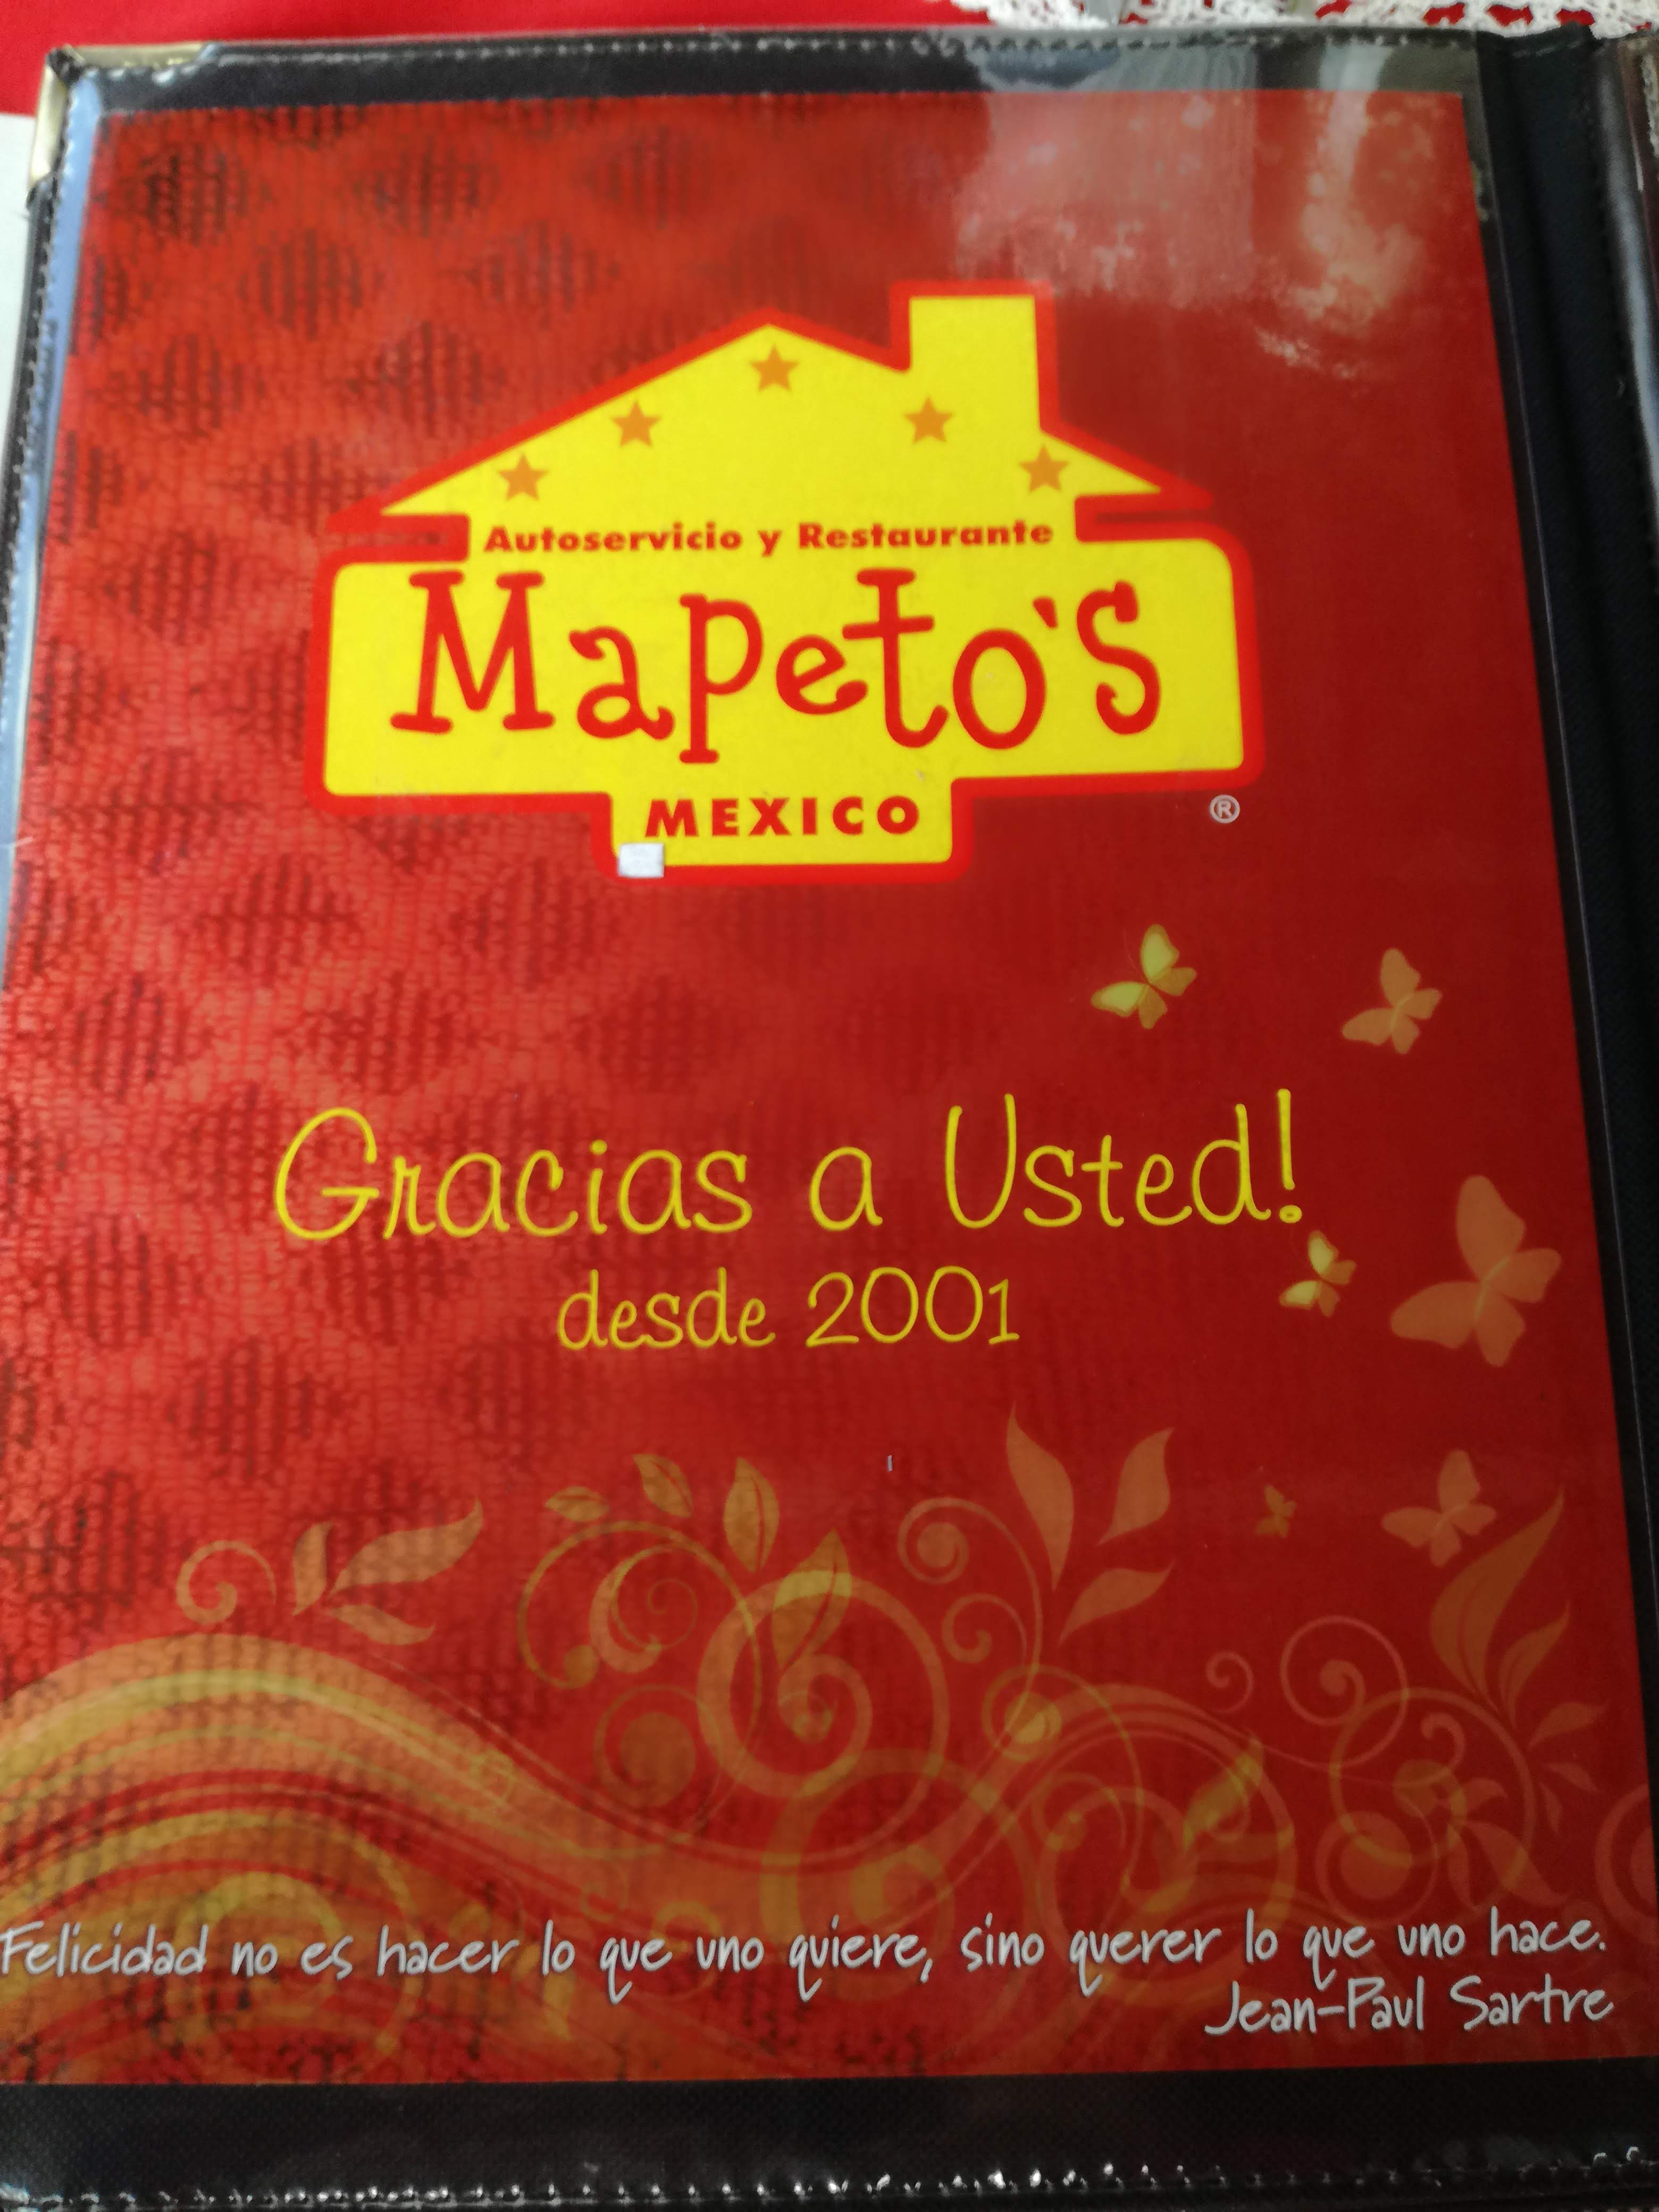 Autoservicio y Restaurante
Mapeto's
MEXICO
®
Gracias a Usted!
desde 2001
Felicidad no es hacer lo que uno quiere, sino querer lo que uno hace.
Jean-Paul Sartre